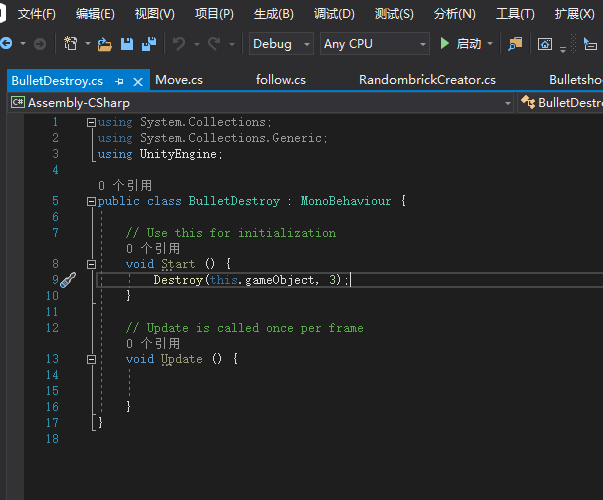 文件(F) 编辑(E) 视图(V) 项目(P) 生成(B) 调试(D) 测试(S) 分析(N) 工具(T) 扩展(X)
Debug Any CPU 启动
BulletDestroy.cs Move.cs follow.cs RandombrickCreator.cs Bulletsho
C# Assembly-CSharp BulletDestro
1 using System.Collections;
2 using System.Collections.Generic;
3 using UnityEngine;
4
0 个引用
5 public class BulletDestroy : MonoBehaviour {
6
7 // Use this for initialization
0 个引用
8 void Start () {
9 Destroy(this.gameObject, 3);
10 }
11
12 // Update is called once per frame
0 个引用
13 void Update () {
14
15
16 }
17 }
18